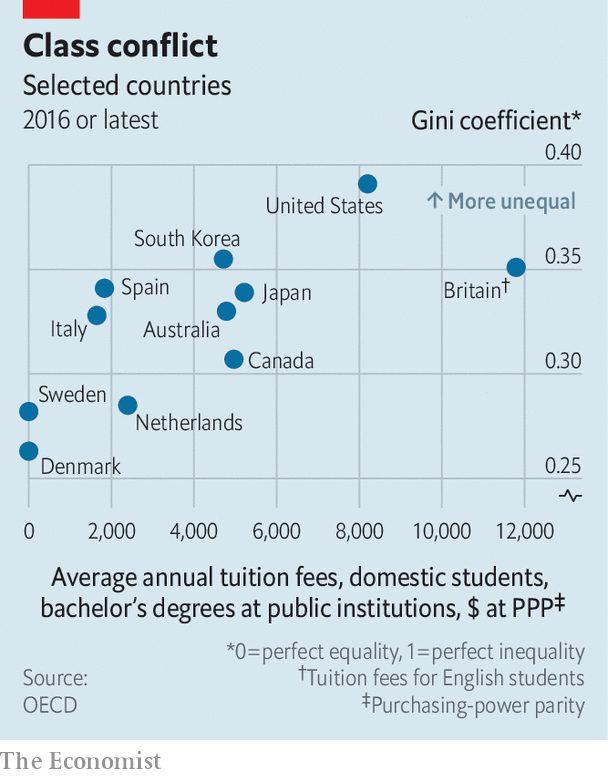 Class conflict
Selected countries
2016 or latest
Gini coefficient*
0.40
United States
↑ More unequal
South Korea
0.35
Spain
Japan
Britain†
Italy
Australia
Canada
0.30
Sweden
Netherlands
Denmark
0.25
0 2,000 4,000 6,000 8,000 10,000 12,000
Average annual tuition fees, domestic students,
bachelor’s degrees at public institutions, $ at PPP‡
*0=perfect equality, 1=perfect inequality
Source:
†Tuition fees for English students
OECD
‡Purchasing-power parity
The Economist